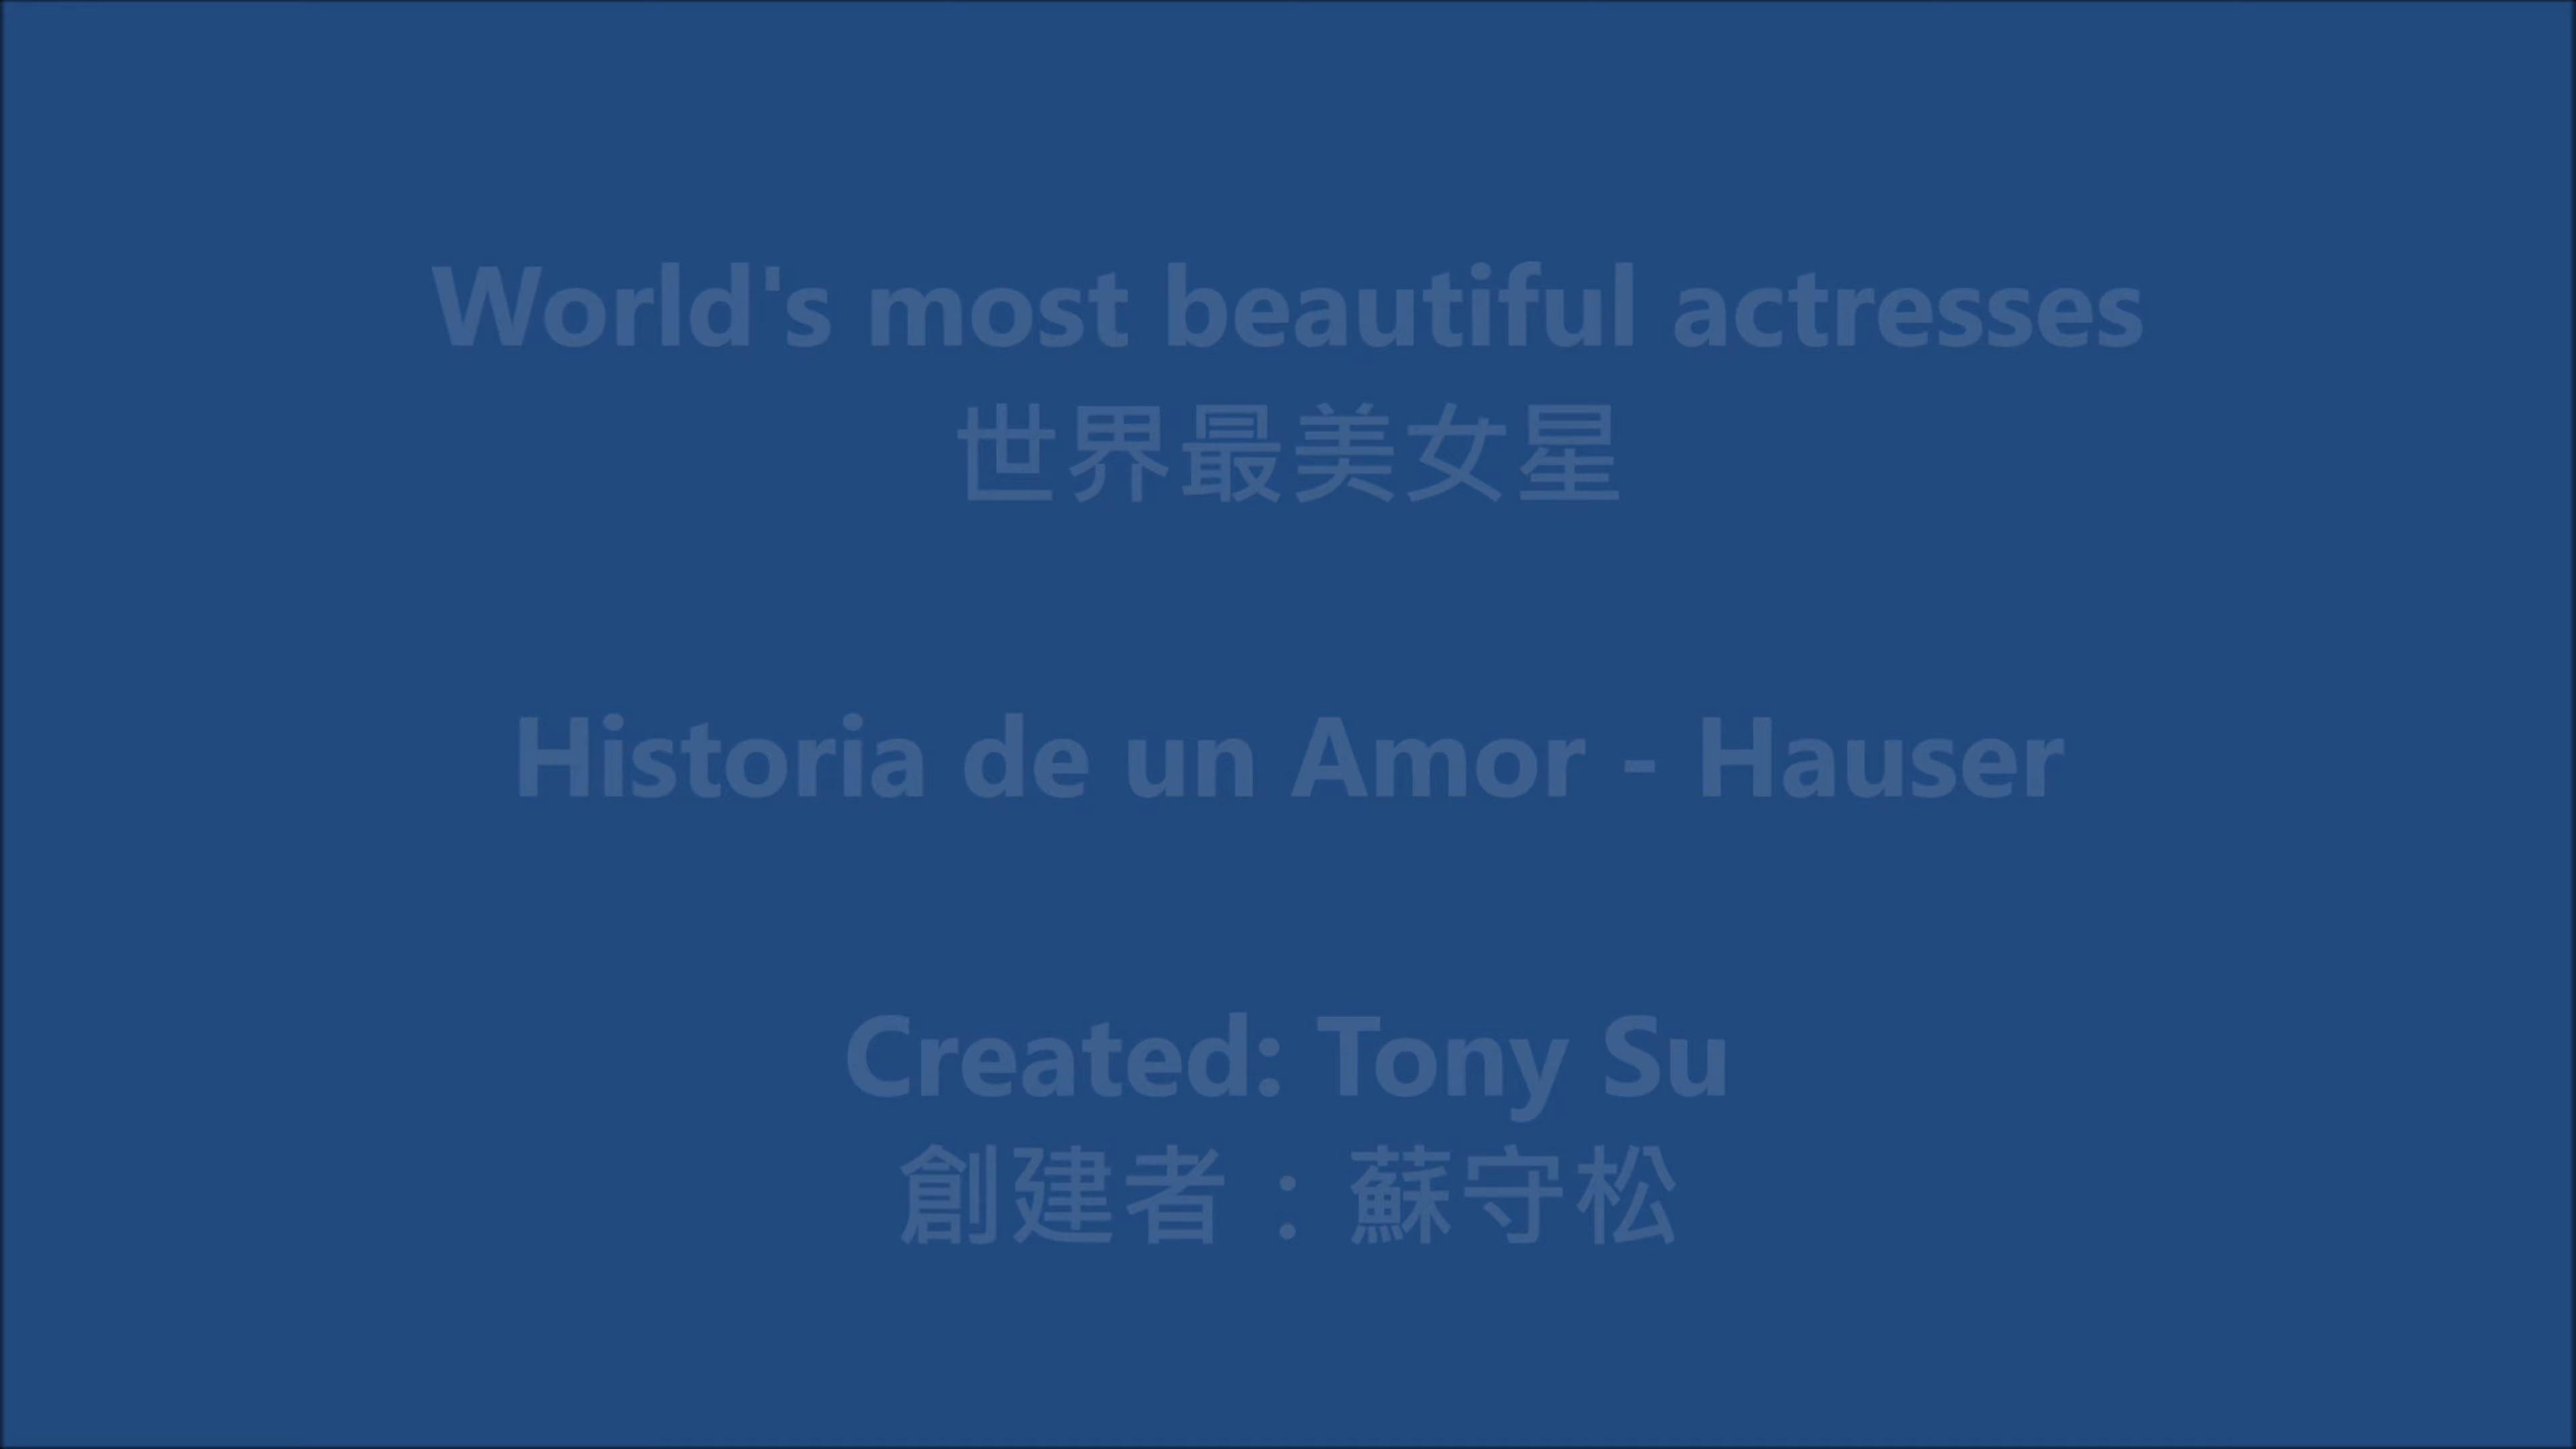 World's most beautiful actresses
世界最美女星
Historia de un Amor - Hauser
Created: Tony Su
創建者：蘇守松